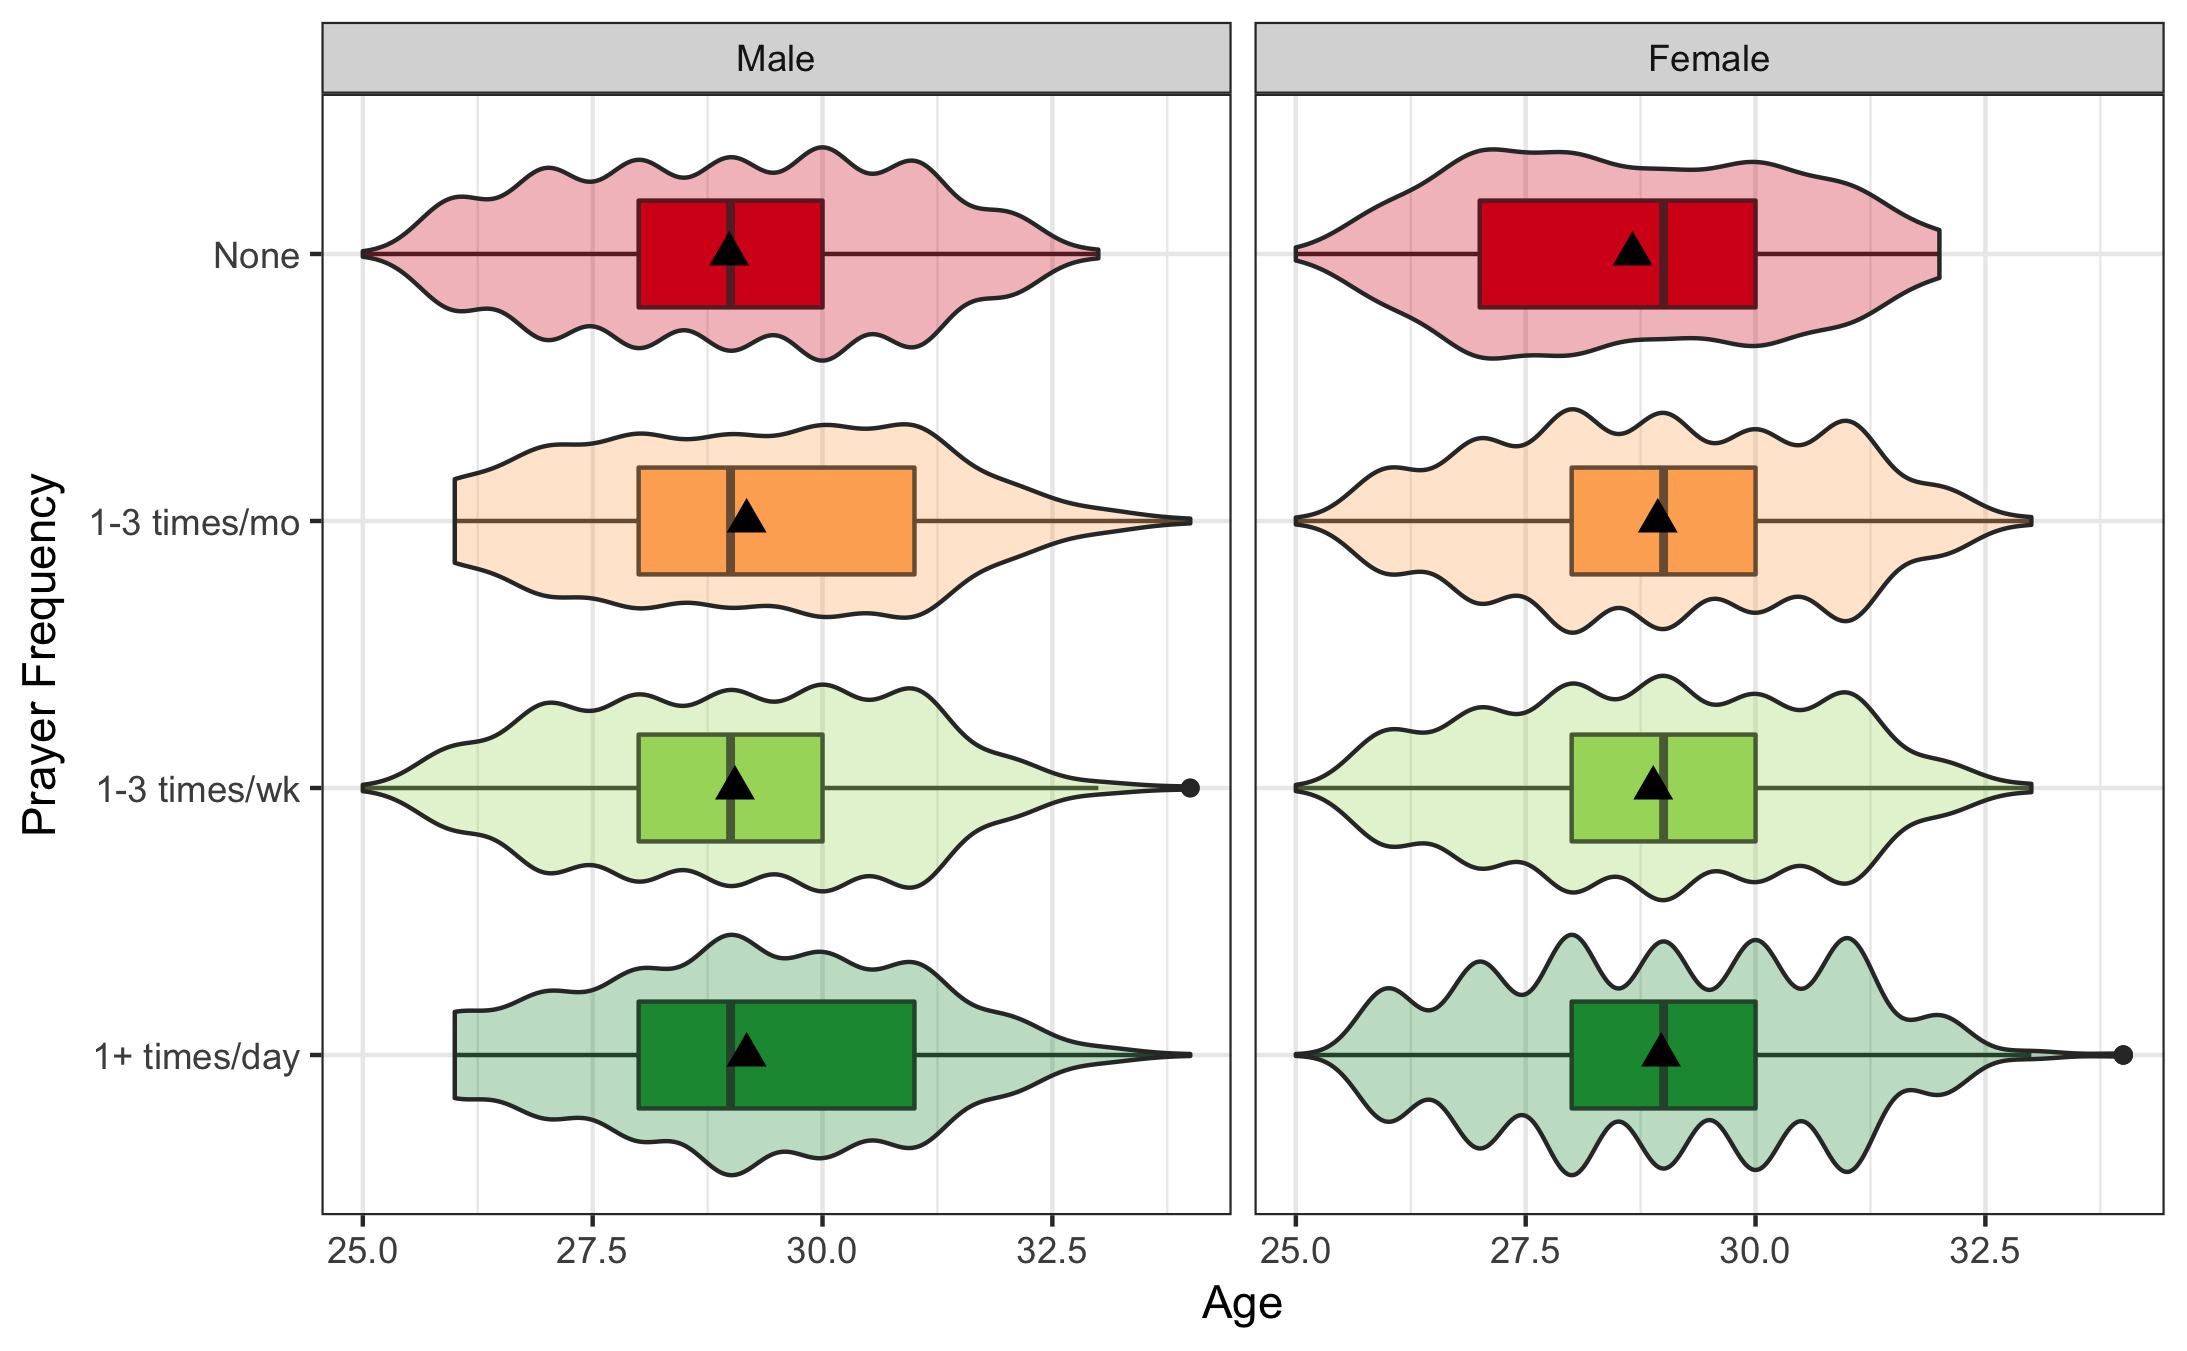 Male
Female
Prayer Frequency
None
1-3 times/mo
1-3 times/wk
1+ times/day
25.0 27.5 30.0 32.5
25.0 27.5 30.0 32.5
Age